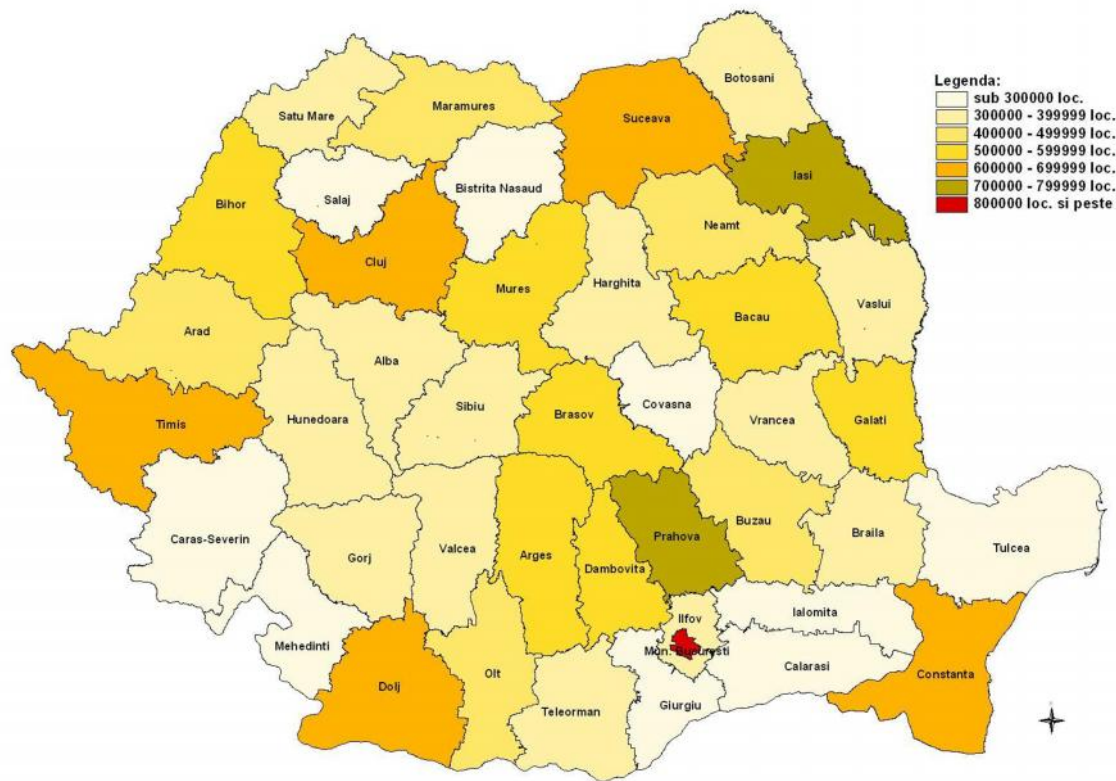 Legenda:
sub 300000 loc.
300000 - 399999 loc.
400000 - 499999 loc.
500000 - 599999 loc.
600000 - 699999 loc.
700000 - 799999 loc.
800000 loc. si peste
Botosani
Satu Mare
Maramures
Suceava
Iasi
Salaj
Bistrita Nasaud
Bihor
Neamt
Cluj
Mures
Harghita
Vaslui
Bacau
Arad
Alba
Sibiu
Covasna
Hunedoara
Brasov
Vrancea
Galati
Timis
Caras-Severin
Gorj
Valcea
Arges
Dambovita
Prahova
Buzau
Braila
Tulcea
Ilfov
Ialomita
Mehedinti
Mun. Bucuresti
Calarasi
Constanta
Dolj
Olt
Teleorman
Giurgiu